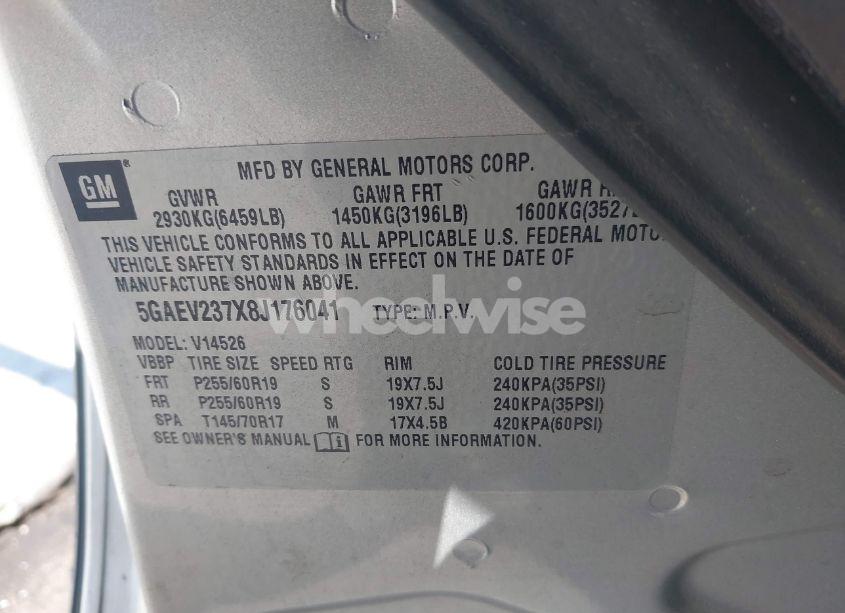 GM
MFD BY GENERAL MOTORS CORP.
GVWR GAWR FRT GAWR
2930KG(6459LB) 1450KG(3196LB) 1600KG(3527
THIS VEHICLE CONFORMS TO ALL APPLICABLE U.S. FEDERAL MOTO
VEHICLE SAFETY STANDARDS IN EFFECT ON THE DATE OF
MANUFACTURE SHOWN ABOVE.
5GAEV237X8J176041 TYPE: M.P.V.
wheelwise
MODEL: V14526
VBBP TIRE SIZE SPEED RTG RIM COLD TIRE PRESSURE
FRT P255/60R19 S 19X7.5J 240KPA(35PSI)
RR P255/60R19 S 19X7.5J 240KPA(35PSI)
SPA T145/70R17 M 17X4.5B 420KPA(60PSI)
SEE OWNER'S MANUAL i FOR MORE INFORMATION.